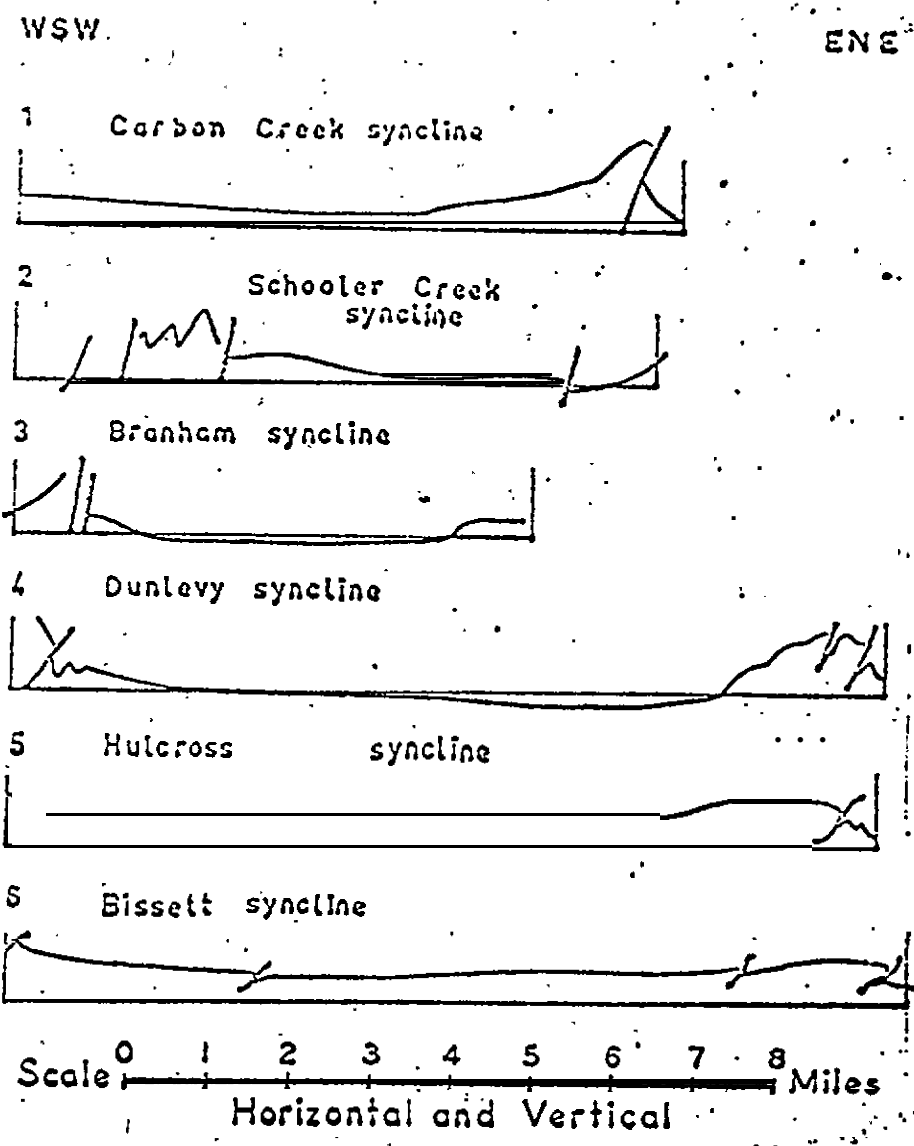 WSW
ENE
1
Carbon Creek syncline
2
Schooler Creek
syncline
3
Branham syncline
4
Dunlevy syncline
5
Hulcross syncline
6
Bissett syncline
0 1 2 3 4 5 6 7 8
Scale Miles
Horizontal and Vertical